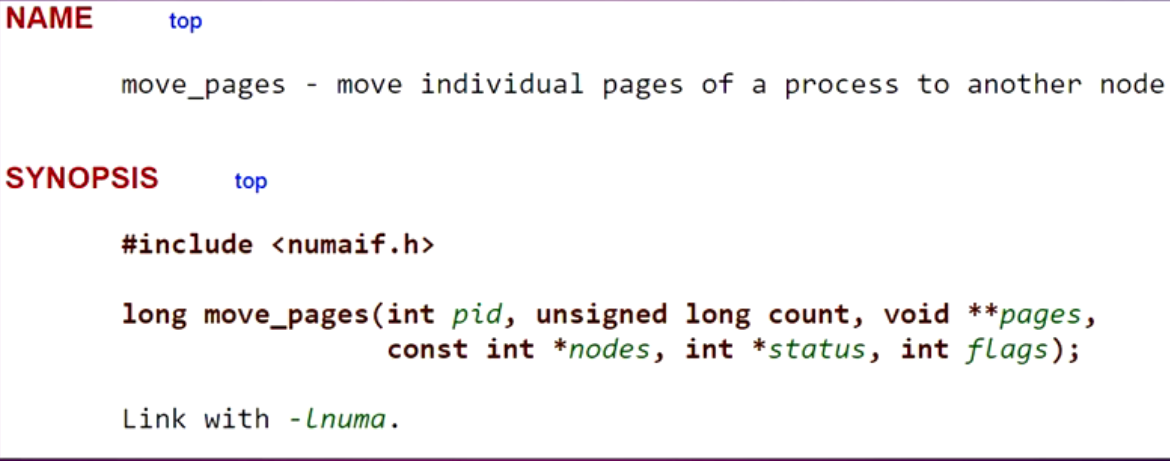 NAME top
move_pages - move individual pages of a process to another node
SYNOPSIS top
#include <numaif.h>
long move_pages(int pid, unsigned long count, void **pages,
const int *nodes, int *status, int flags);
Link with -lnuma.